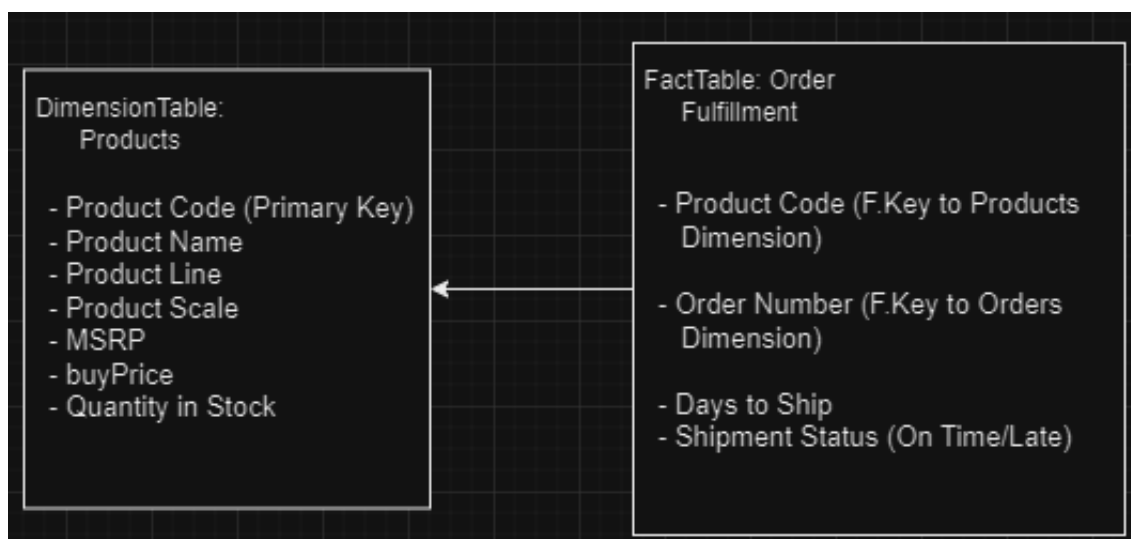 DimensionTable:
Products
- Product Code (Primary Key)
- Product Name
- Product Line
- Product Scale
- MSRP
- buyPrice
- Quantity in Stock
FactTable: Order
Fulfillment
- Product Code (F.Key to Products
Dimension)
- Order Number (F.Key to Orders
Dimension)
- Days to Ship
- Shipment Status (On Time/Late)